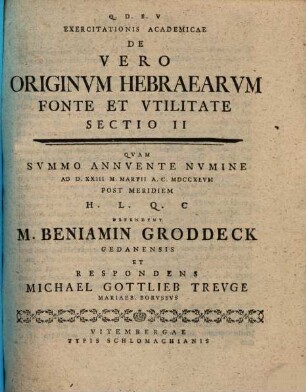 Q. D. B. V
EXERCITATIONIS ACADEMICAE
DE
VERO
ORIGINVM HEBRAEARVM
FONTE ET VTILITATE
SECTIO II
QVAM
SVMMO ANNVENTE NVMINE
AD D. XXIII M. MARTII A. C. MDCCXLVII
POST MERIDIEM
H. L. Q. C
DEFENDENT
M. BENIAMIN GRODDECK
GEDANENSIS
ET
RESPONDENS
MICHAEL GOTTLIEB TREVGE
MARIAEB. BORVSSVS
VITEMBERGAE
TYPIS SCHLOMACHIANIS